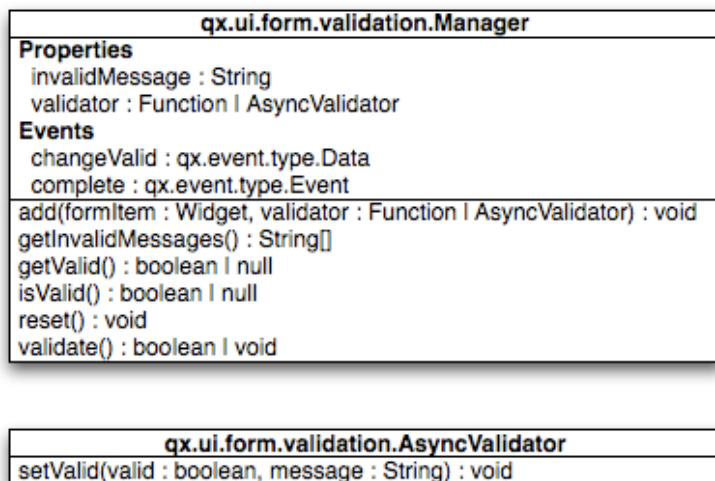 qx.ui.form.validation.Manager
Properties
invalidMessage : String
validator : Function | AsyncValidator
Events
changeValid : qx.event.type.Data
complete : qx.event.type.Event
add(formItem : Widget, validator : Function | AsyncValidator) : void
getInvalidMessages() : String[]
getValid() : boolean | null
isValid() : boolean | null
reset() : void
validate() : boolean | void
qx.ui.form.validation.AsyncValidator
setValid(valid : boolean, message : String) : void